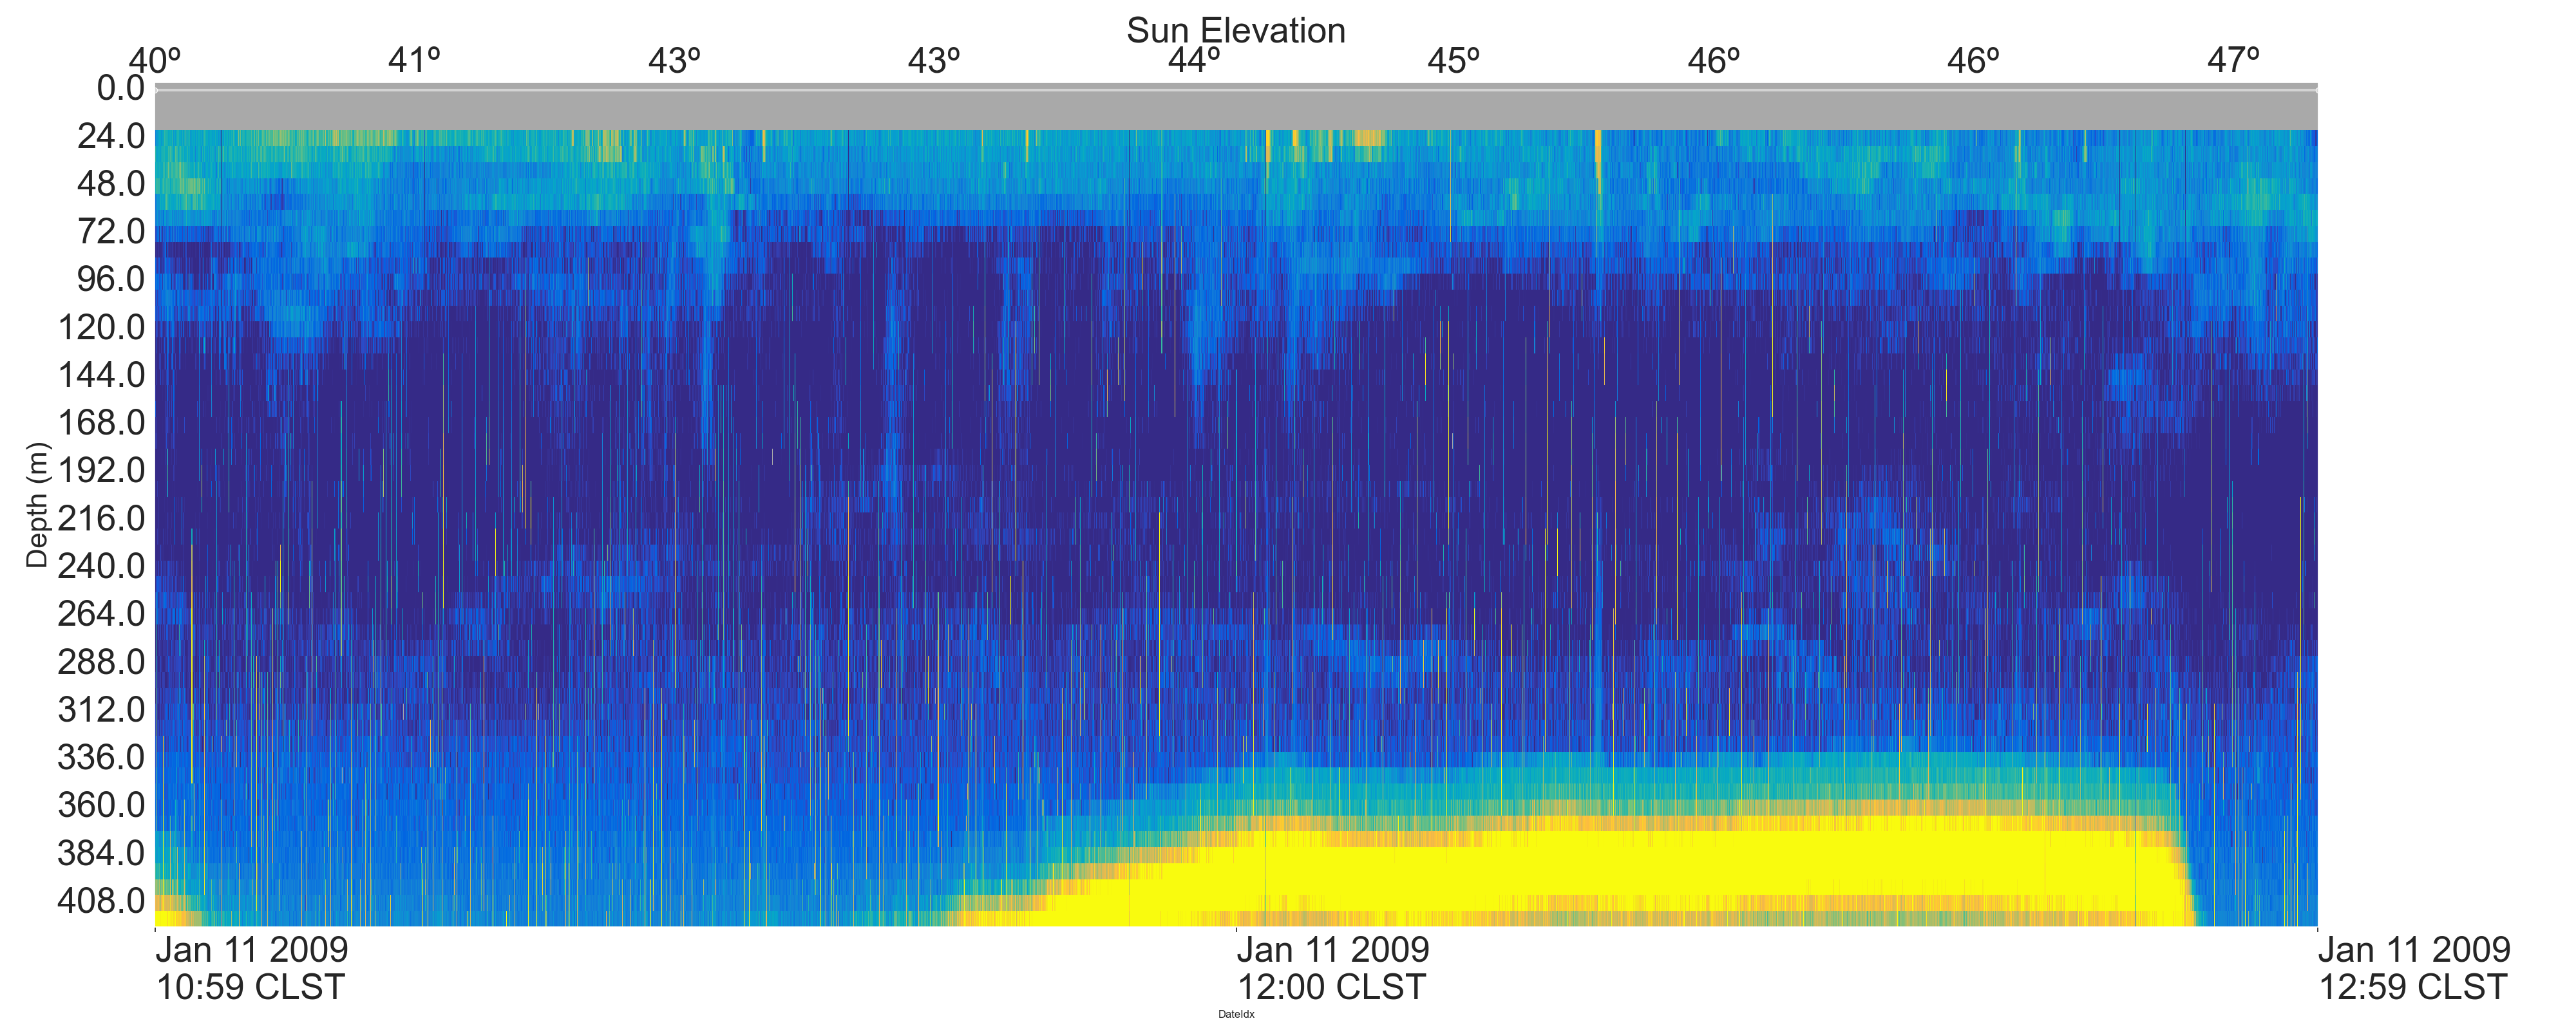 Sun Elevation
40º 41º 43º 43º 44º 45º 46º 46º 47º
0.0
24.0
48.0
72.0
96.0
120.0
144.0
168.0
192.0
216.0
240.0
264.0
288.0
312.0
336.0
360.0
384.0
408.0
Depth (m)
Jan 11 2009
10:59 CLST
Jan 11 2009
12:00 CLST
Jan 11 2009
12:59 CLST
DateIdx